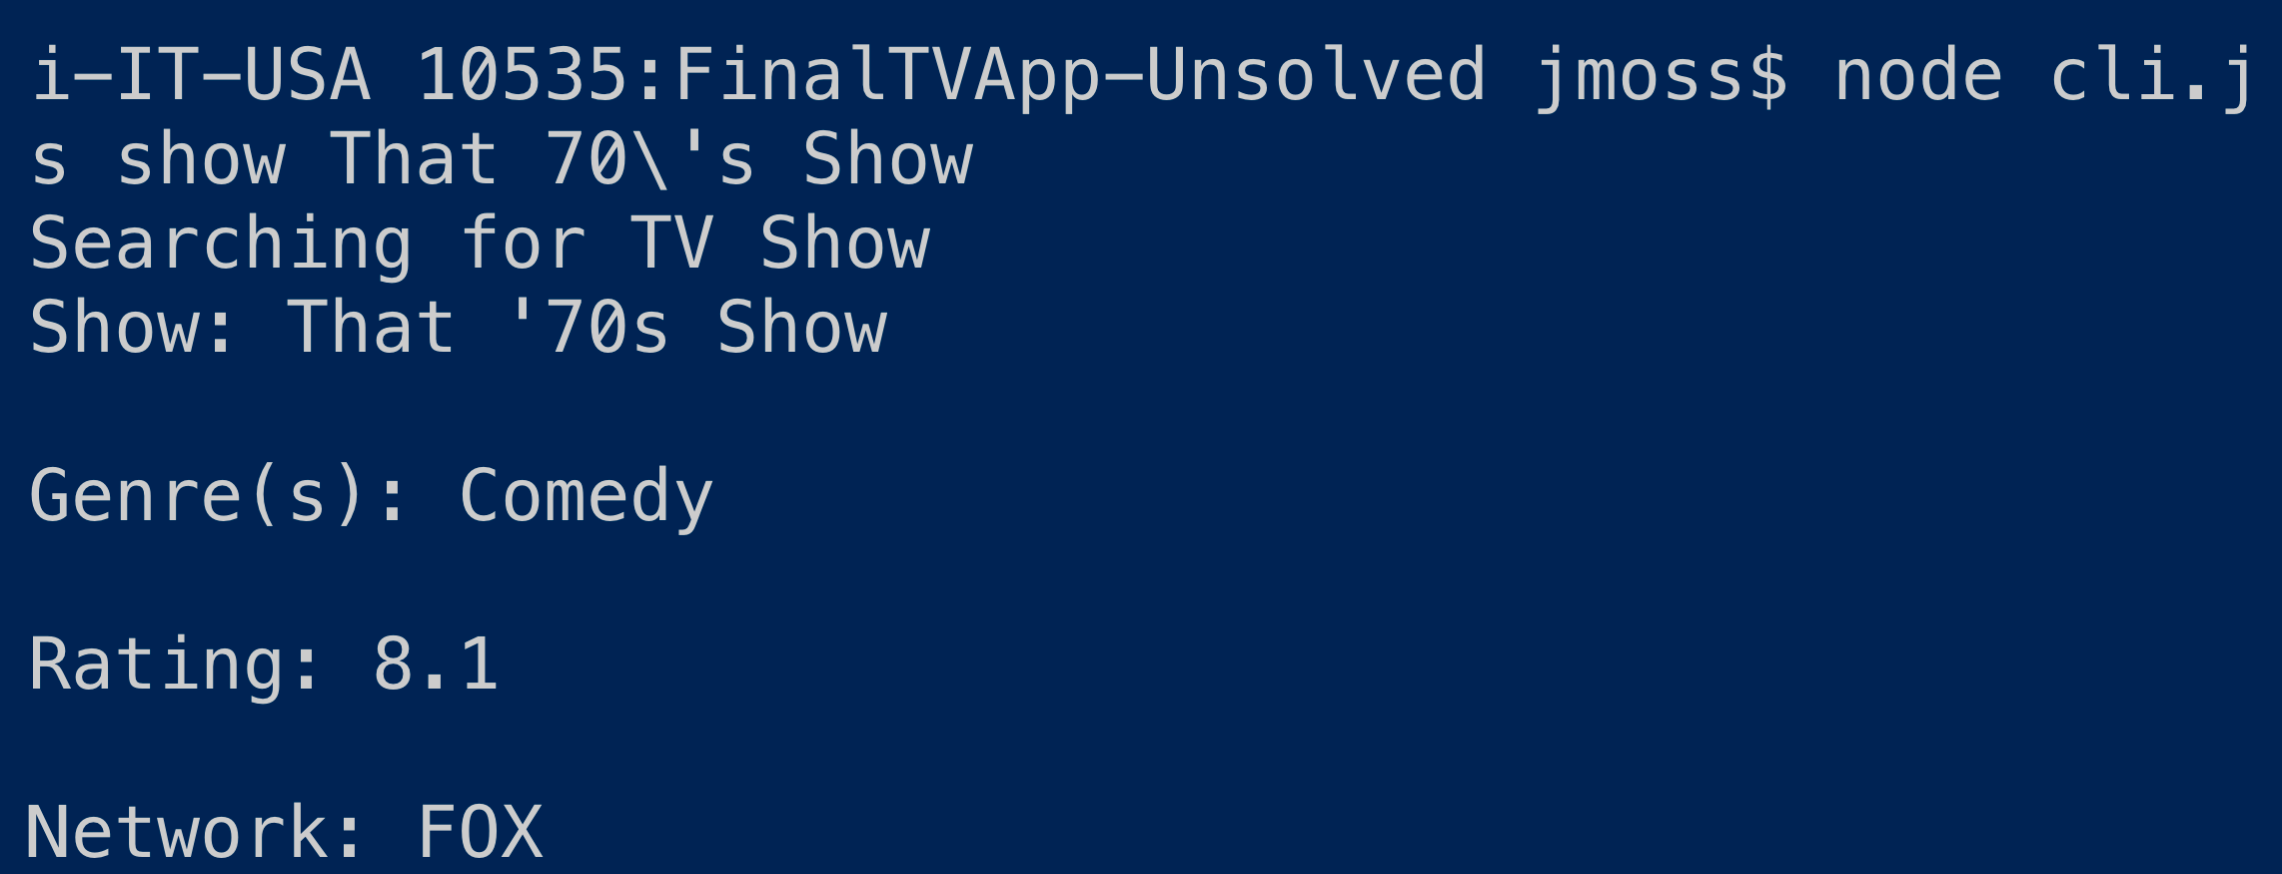 i-IT-USA 10535:FinalTVApp-Unsolved jmoss$ node cli.j
s show That 70\'s Show
Searching for TV Show
Show: That '70s Show
Genre(s): Comedy
Rating: 8.1
Network: FOX